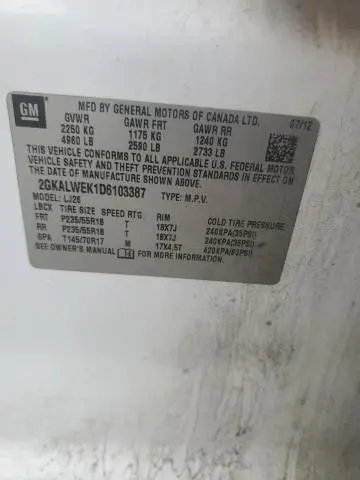 GM
MFD BY GENERAL MOTORS OF CANADA LTD. 07/12
GVWR GAWR FRT GAWR RR
2250 KG 1175 KG 1240 KG
4960 LB 2590 LB 2733 LB
THIS VEHICLE CONFORMS TO ALL APPLICABLE U.S. FEDERAL MOTOR
VEHICLE SAFETY AND THEFT PREVENTION STANDARDS IN EFFECT ON
THE DATE OF MANUFACTURE SHOWN ABOVE.
2GKALWEK1D6103387 TYPE: M.P.V.
MODEL: LJ26
LBCX TIRE SIZE SPEED RTG RIM COLD TIRE PRESSURE
FRT P235/55R18 T 18X7J 240KPA(35PSI)
RR P235/55R18 T 18X7J 240KPA(35PSI)
SPA T145/70R17 M 17X4.5T 420KPA(60PSI)
SEE OWNER'S MANUAL